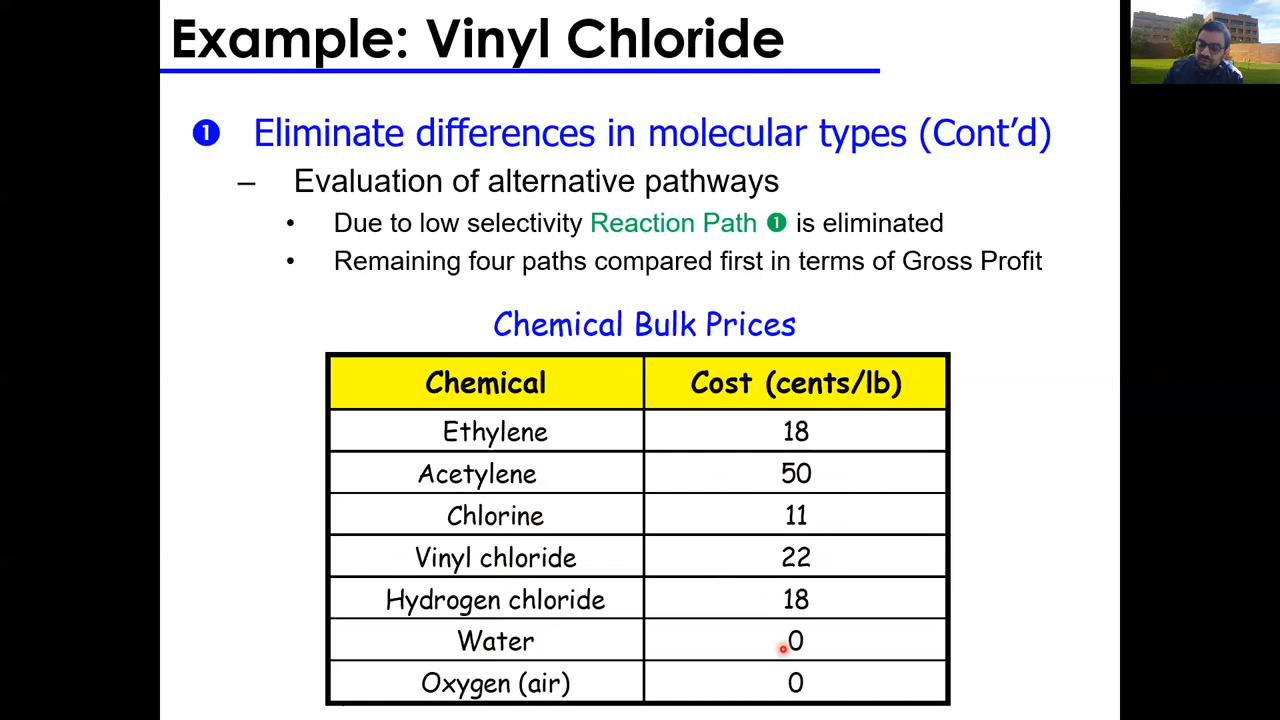 Example: Vinyl Chloride
❶ Eliminate differences in molecular types (Cont'd)
– Evaluation of alternative pathways
• Due to low selectivity Reaction Path ❶ is eliminated
• Remaining four paths compared first in terms of Gross Profit
Chemical Bulk Prices
Chemical Cost (cents/lb)
Ethylene 18
Acetylene 50
Chlorine 11
Vinyl chloride 22
Hydrogen chloride 18
Water 0
Oxygen (air) 0